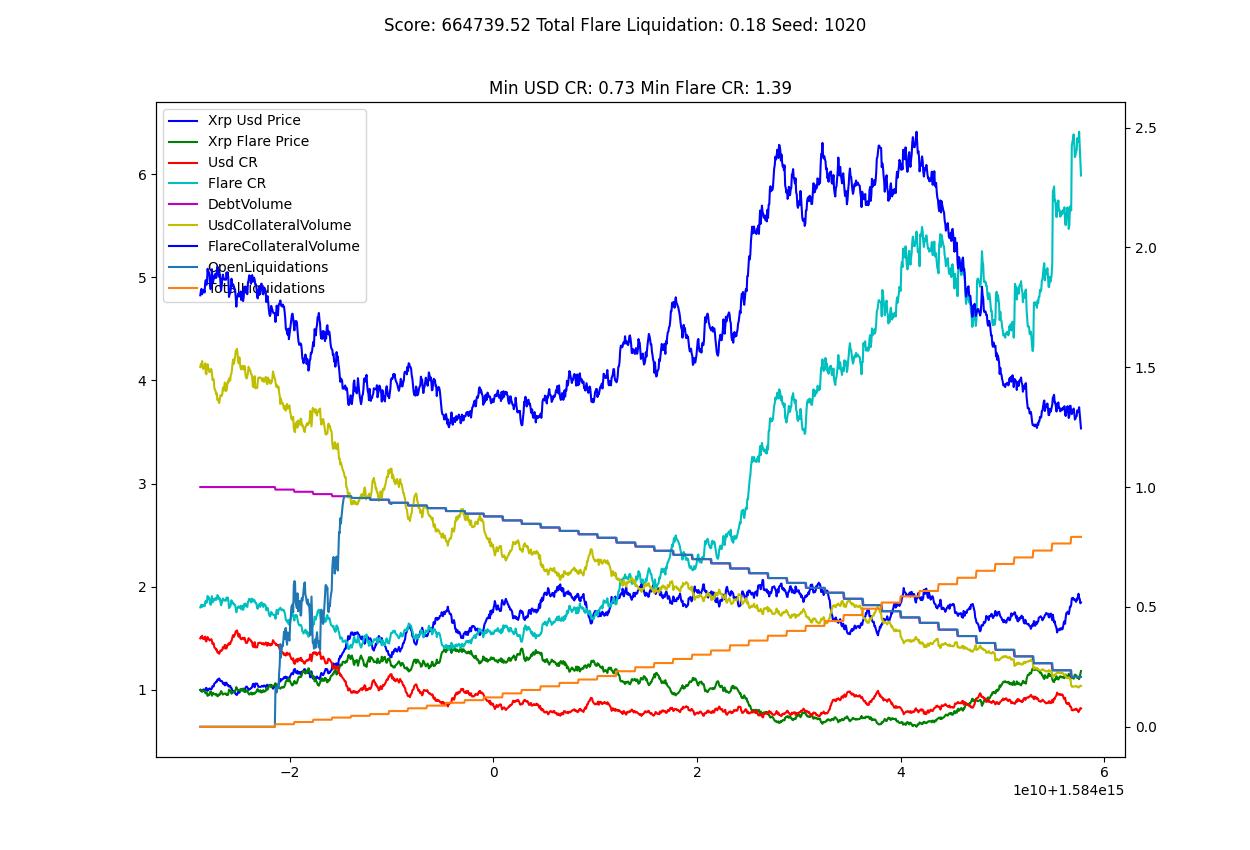 Score: 664739.52 Total Flare Liquidation: 0.18 Seed: 1020
Min USD CR: 0.73 Min Flare CR: 1.39
Xrp Usd Price
Xrp Flare Price
Usd CR
Flare CR
DebtVolume
UsdCollateralVolume
FlareCollateralVolume
OpenLiquidations
TotalLiquidations
6
5
4
3
2
1
2.5
2.0
1.5
1.0
0.5
0.0
−2
0
2
4
6
1e10+1.584e15